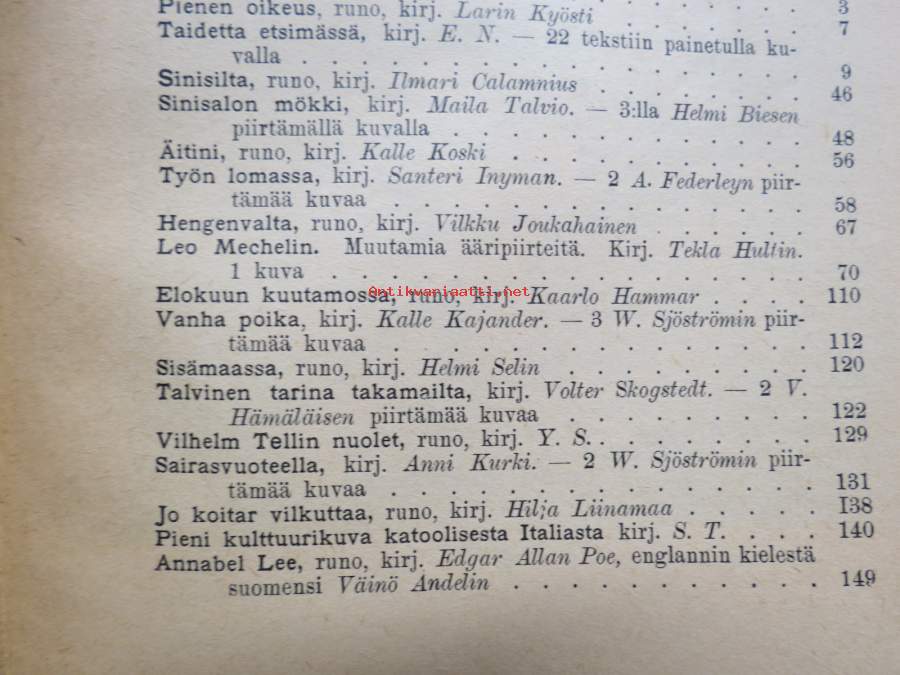 Pienen oikeus, runo, kirj. Larin Kyösti . . . . . . . . . 3
Taidetta etsimässä, kirj. E. N. — 22 tekstiin painetulla ku- 7
valla . . . . . . . . . . . . . . . . . . 9
Sinisilta, runo, kirj. Ilmari Calamnius . . . . . . . . 46
Sinisalon mökki, kirj. Maila Talvio. — 3:lla Helmi Biesen
piirtämällä kuvalla . . . . . . . . . . . . . 48
Äitini, runo, kirj. Kalle Koski . . . . . . . . . . . 56
Työn lomassa, kirj. Santeri Inyman. — 2 A. Federleyn piir-
tämää kuvaa . . . . . . . . . . . . . . . 58
Hengenvalta, runo, kirj. Vilkku Joukahainen . . . . . . 67
Leo Mechelin. Muutamia ääripiirteitä. Kirj. Tekla Hultin.
1 kuva . . . . . . . . . . . . . . . . . 70
Elokuun kuutamossa, runo, kirj. Kaarlo Hammar . . . . 110
Antikwariaatti.net
Vanha poika, kirj. Kalle Kajander. — 3 W. Sjöströmin piir-
tämää kuvaa . . . . . . . . . . . . . . . 112
Sisämaassa, runo, kirj. Helmi Selin . . . . . . . . . 120
Talvinen tarina takamailta, kirj. Volter Skogstedt. — 2 V.
Hämäläisen piirtämää kuvaa . . . . . . . . . 122
Vilhelm Tellin nuolet, runo, kirj. Y. S. . . . . . . . . 129
Sairasvuoteella, kirj. Anni Kurki. — 2 W. Sjöströmin piir-
tämää kuvaa . . . . . . . . . . . . . . . 131
Jo koitar vilkuttaa, runo, kirj. Hilja Liinamaa . . . . . 138
Pieni kulttuurikuva katoolisesta Italiasta kirj. S. T. . . . . 140
Annabel Lee, runo, kirj. Edgar Allan Poe, englannin kielestä
suomensi Väinö Andelin . . . . . . . . . . . 149